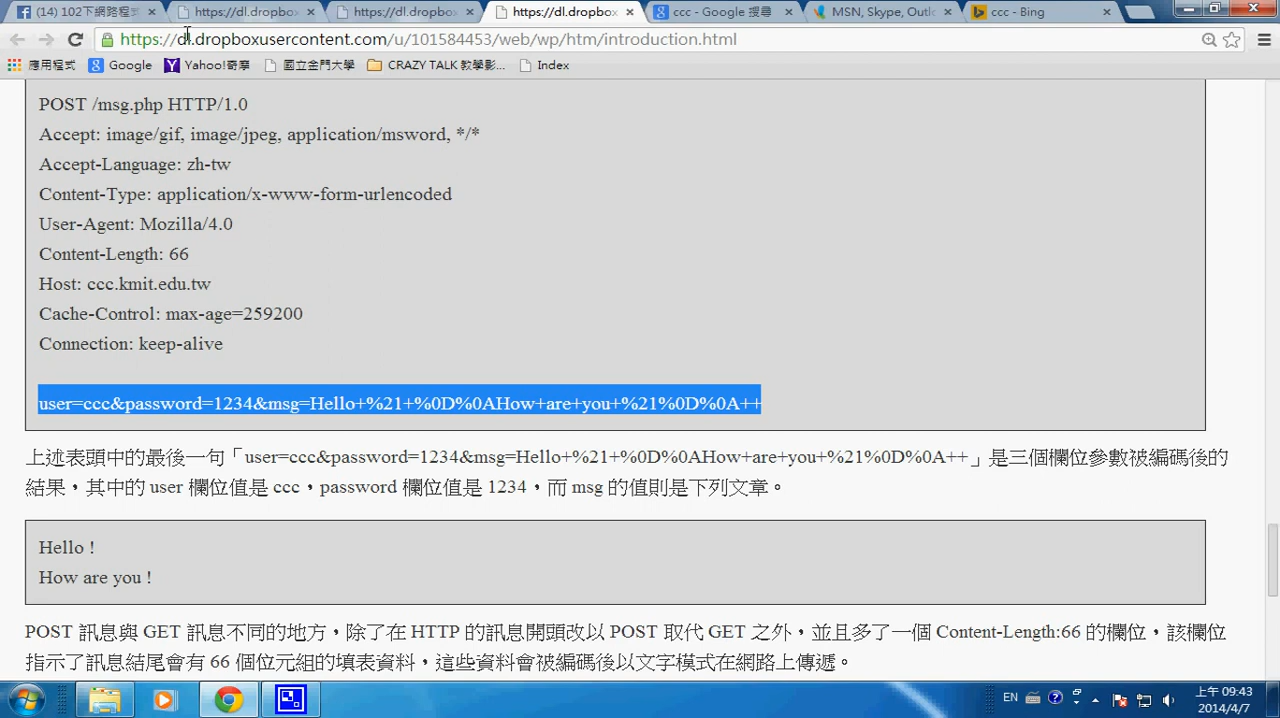 (14) 102下網路程式
https://dl.dropbox
https://dl.dropbox
https://dl.dropbox
ccc - Google 搜尋
MSN, Skype, Outlo
ccc - Bing
https://dl.dropboxusercontent.com/u/101584453/web/wp/htm/introduction.html
應用程式
Google
Yahoo!奇摩
國立金門大學
CRAZY TALK 教學影...
Index
POST /msg.php HTTP/1.0
Accept: image/gif, image/jpeg, application/msword, */*
Accept-Language: zh-tw
Content-Type: application/x-www-form-urlencoded
User-Agent: Mozilla/4.0
Content-Length: 66
Host: ccc.kmit.edu.tw
Cache-Control: max-age=259200
Connection: keep-alive
user=ccc&password=1234&msg=Hello+%21+%0D%0AHow+are+you+%21%0D%0A++
上述表頭中的最後一句「user=ccc&password=1234&msg=Hello+%21+%0D%0AHow+are+you+%21%0D%0A++」是三個欄位參數被編碼後的
結果，其中的 user 欄位值是 ccc，password 欄位值是 1234，而 msg 的值則是下列文章。
Hello !
How are you !
POST 訊息與 GET 訊息不同的地方，除了在 HTTP 的訊息開頭改以 POST 取代 GET 之外，並且多了一個 Content-Length:66 的欄位，該欄位
指示了訊息結尾會有 66 個位元組的填表資料，這些資料會被編碼後以文字模式在網路上傳遞。
EN
上午 09:43
2014/4/7